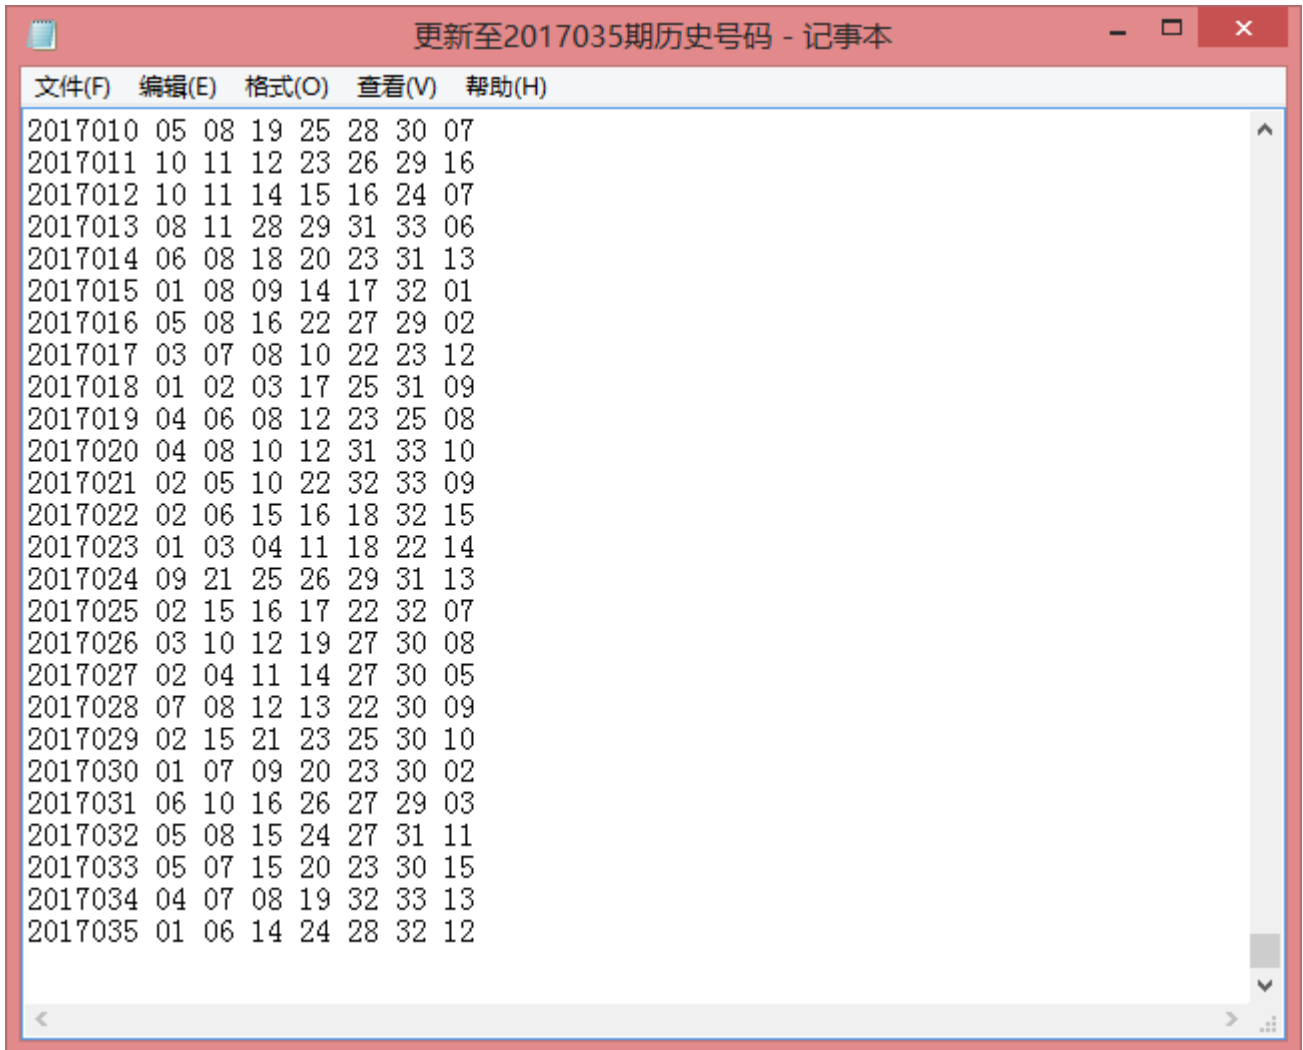 更新至2017035期历史号码 - 记事本
文件(F) 编辑(E) 格式(O) 查看(V) 帮助(H)
2017010 05 08 19 25 28 30 07
2017011 10 11 12 23 26 29 16
2017012 10 11 14 15 16 24 07
2017013 08 11 28 29 31 33 06
2017014 06 08 18 20 23 31 13
2017015 01 08 09 14 17 32 01
2017016 05 08 16 22 27 29 02
2017017 03 07 08 10 22 23 12
2017018 01 02 03 17 25 31 09
2017019 04 06 08 12 23 25 08
2017020 04 08 10 12 31 33 10
2017021 02 05 10 22 32 33 09
2017022 02 06 15 16 18 32 15
2017023 01 03 04 11 18 22 14
2017024 09 21 25 26 29 31 13
2017025 02 15 16 17 22 32 07
2017026 03 10 12 19 27 30 08
2017027 02 04 11 14 27 30 05
2017028 07 08 12 13 22 30 09
2017029 02 15 21 23 25 30 10
2017030 01 07 09 20 23 30 02
2017031 06 10 16 26 27 29 03
2017032 05 08 15 24 27 31 11
2017033 05 07 15 20 23 30 15
2017034 04 07 08 19 32 33 13
2017035 01 06 14 24 28 32 12